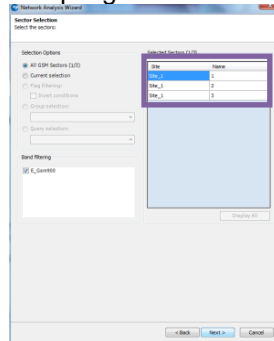 Network Analysis Wizard
Sector Selection
Select the sectors:
Selection Options
All GSM Sectors (1/3)
Current selection
Flag filtering:
Invert conditions
Group selection:
Query selection:
Band filtering
E_Gsm900
Selected Sectors (1/3)
Site Name
Site_1 1
Site_1 2
Site_1 3
Display All
< Back Next > Cancel